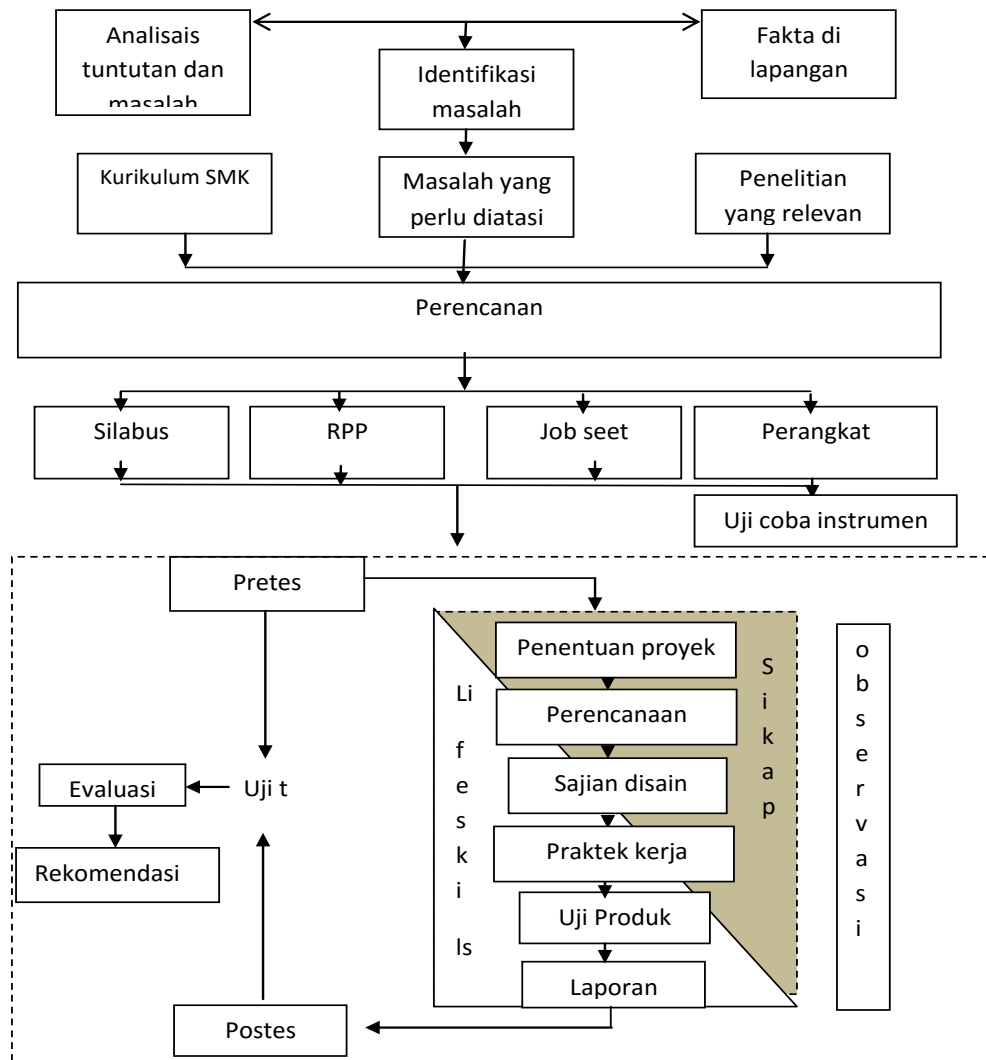 Analisais
tuntutan dan
masalah
Identifikasi
masalah
Fakta di
lapangan
Kurikulum SMK
Masalah yang
perlu diatasi
Penelitian
yang relevan
Perencanan
Silabus
RPP
Job seet
Perangkat
Uji coba instrumen
Pretes
Penentuan proyek
Perencanaan
Sajian disain
Praktek kerja
Uji Produk
Laporan
Li
f
e
s
k
i
ls
S
i
k
a
p
o
b
s
e
r
v
a
s
i
Uji t
Evaluasi
Rekomendasi
Postes